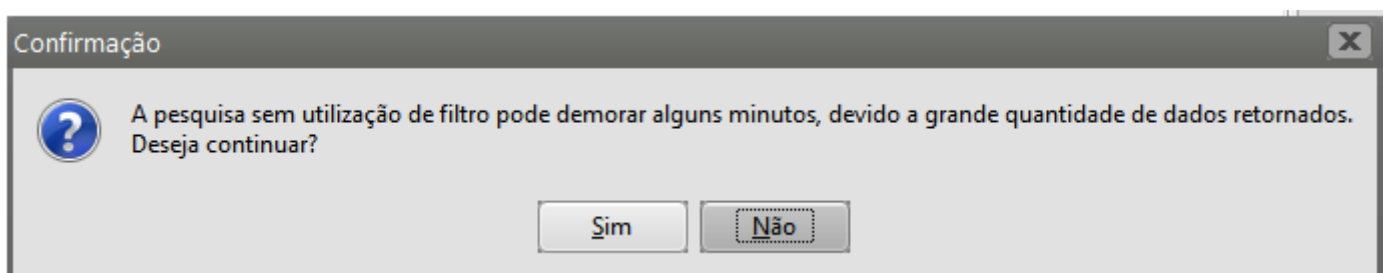 Confirmação
A pesquisa sem utilização de filtro pode demorar alguns minutos, devido a grande quantidade de dados retornados.
Deseja continuar?
Sim
Não